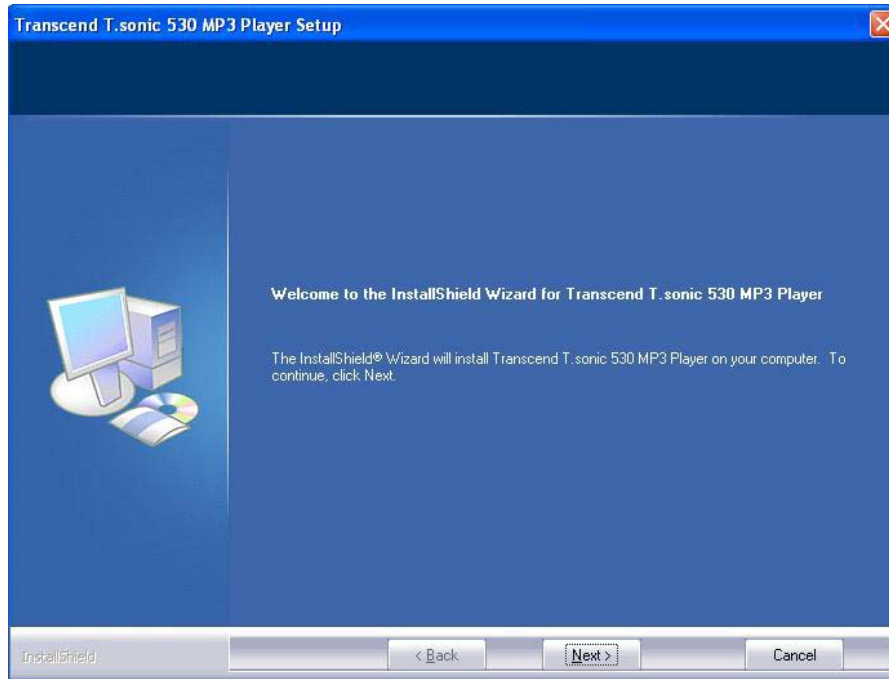 Transcend T.sonic 530 MP3 Player Setup
Welcome to the InstallShield Wizard for Transcend T.sonic 530 MP3 Player
The InstallShield® Wizard will install Transcend T.sonic 530 MP3 Player on your computer. To
continue, click Next.
InstallShield
< Back
Next >
Cancel